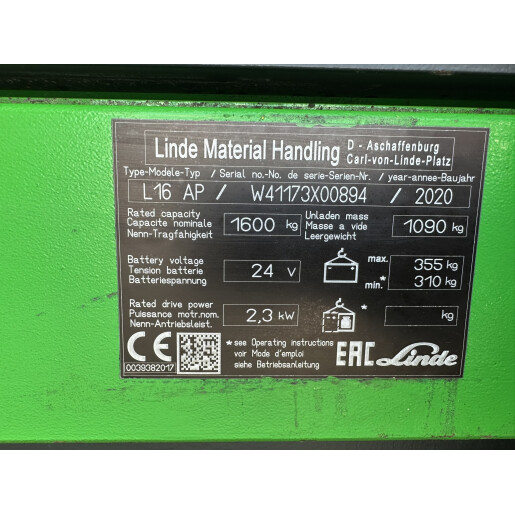 Linde Material Handling D - Aschaffenburg
Carl-von-Linde-Platz
Type-Modele-Typ / Serial no.-No. de serie-Serien-Nr. / year-annee-Baujahr
L16 AP / W41173X00894 / 2020
Rated capacity
Capacite nominale
Nenn-Tragfähigkeit
1600 kg
Unladen mass
Masse a vide
Leergewicht
1090 kg
Battery voltage
Tension batterie
Batteriespannung
24 V
max. 355 kg
min.* 310 kg
Rated drive power
Puissance motr.nom.
Nenn-Antriebsleist.
2,3 kW
* kg
CE
0039382017
*see Operating instructions
voir Mode d'emploi
siehe Betriebsanleitung
EAC Linde